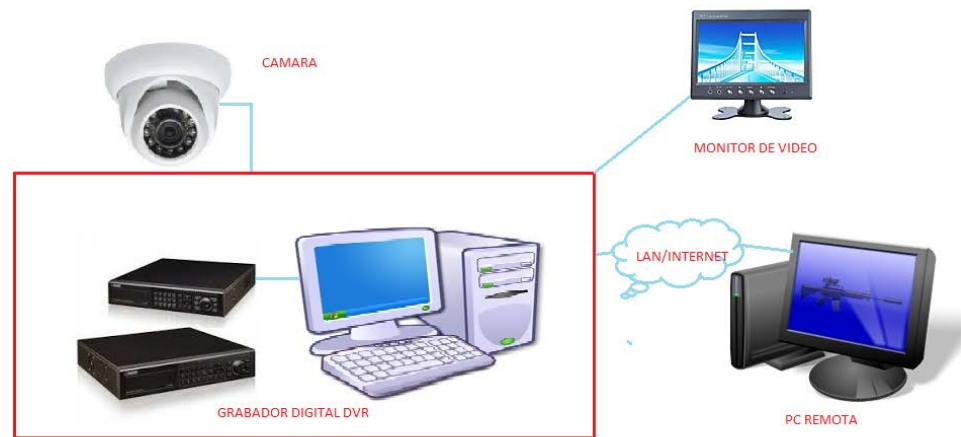 CAMARA
MONITOR DE VIDEO
LAN/INTERNET
GRABADOR DIGITAL DVR
PC REMOTA